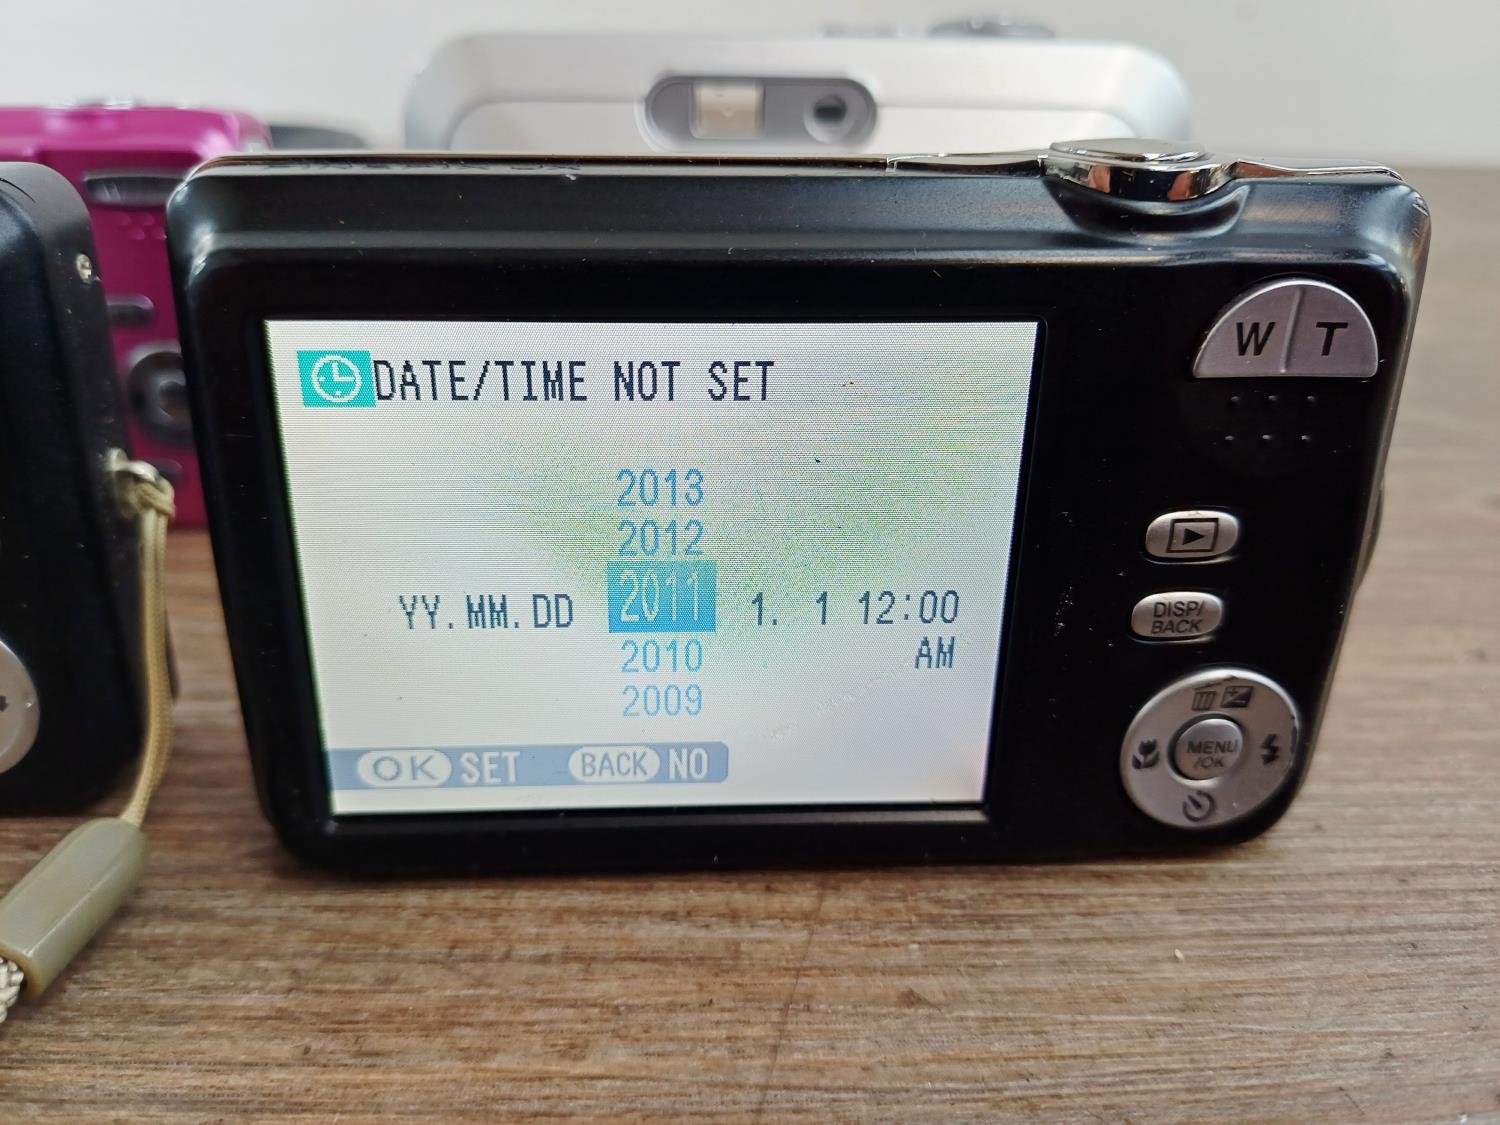 DATE/TIME NOT SET
2013
2012
YY.MM.DD 2011 1. 1 12:00
AM
2010
2009
OK SET BACK NO
W T
DISP/
BACK
MENU
/OK